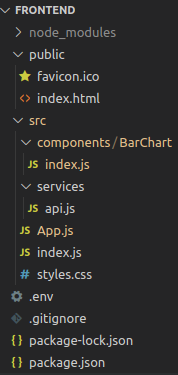 FRONTEND
node_modules
public
favicon.ico
index.html
src
components/BarChart
JS index.js
services
JS api.js
JS App.js
JS index.js
# styles.css
.env
.gitignore
{} package-lock.json
{} package.json